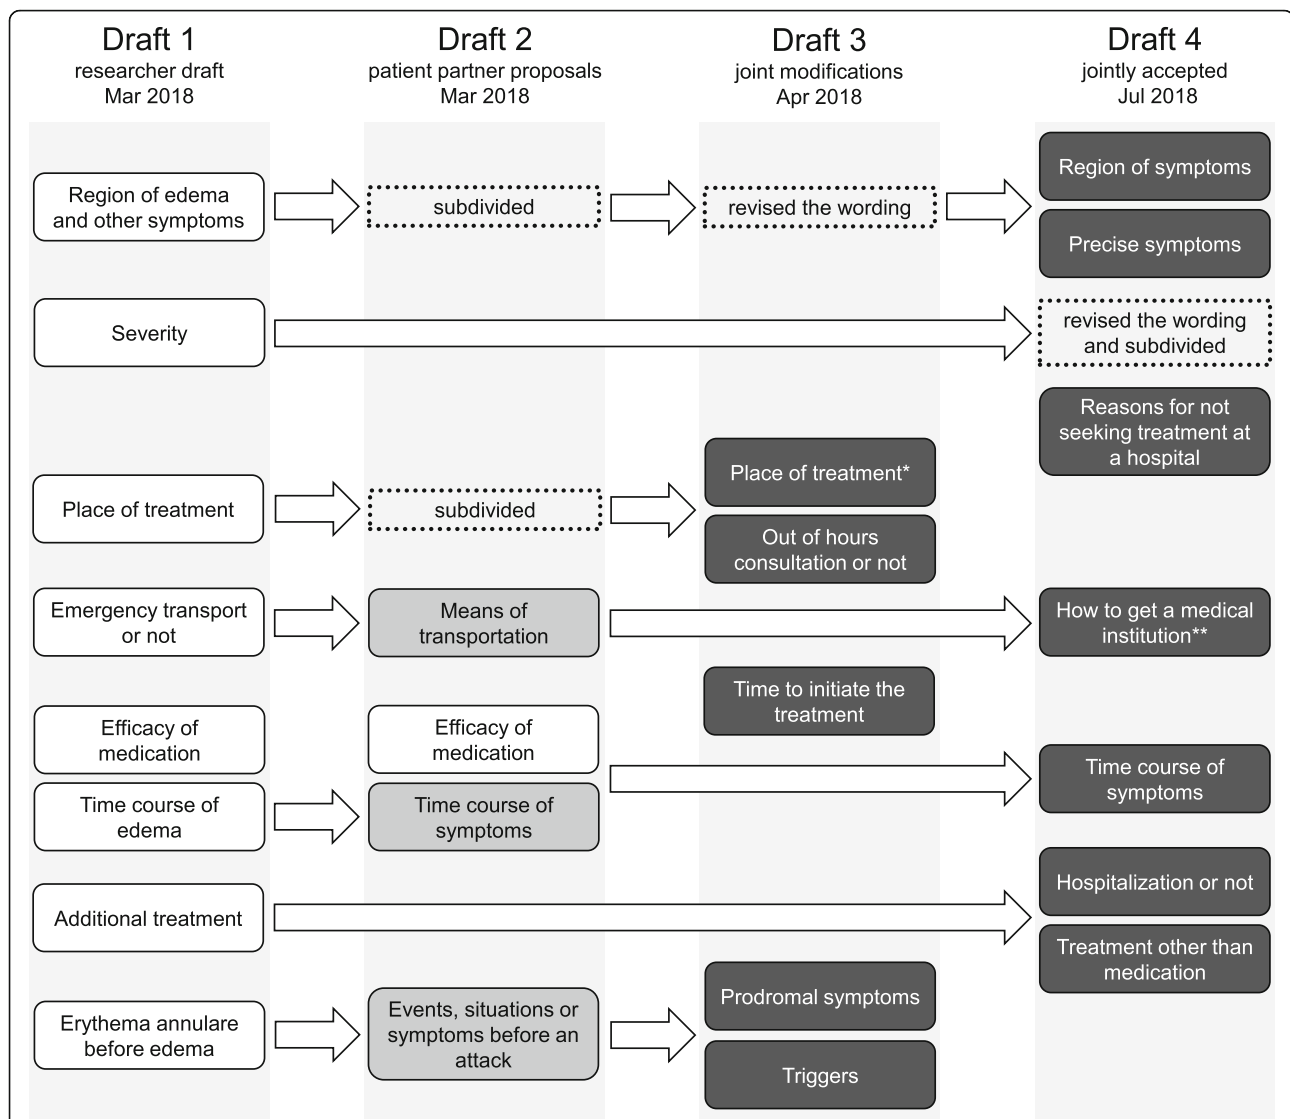 Draft 1
researcher draft
Mar 2018
Draft 2
patient partner proposals
Mar 2018
Draft 3
joint modifications
Apr 2018
Draft 4
jointly accepted
Jul 2018
Region of edema
and other symptoms
subdivided
revised the wording
Region of symptoms
Precise symptoms
Severity
revised the wording
and subdivided
Reasons for not
seeking treatment at
a hospital
Place of treatment
subdivided
Place of treatment*
Out of hours
consultation or not
Emergency transport
or not
Means of
transportation
How to get a medical
institution**
Time to initiate the
treatment
Efficacy of
medication
Efficacy of
medication
Time course of
edema
Time course of
symptoms
Time course of
symptoms
Additional treatment
Hospitalization or not
Treatment other than
medication
Erythema annulare
before edema
Events, situations or
symptoms before an
attack
Prodromal symptoms
Triggers